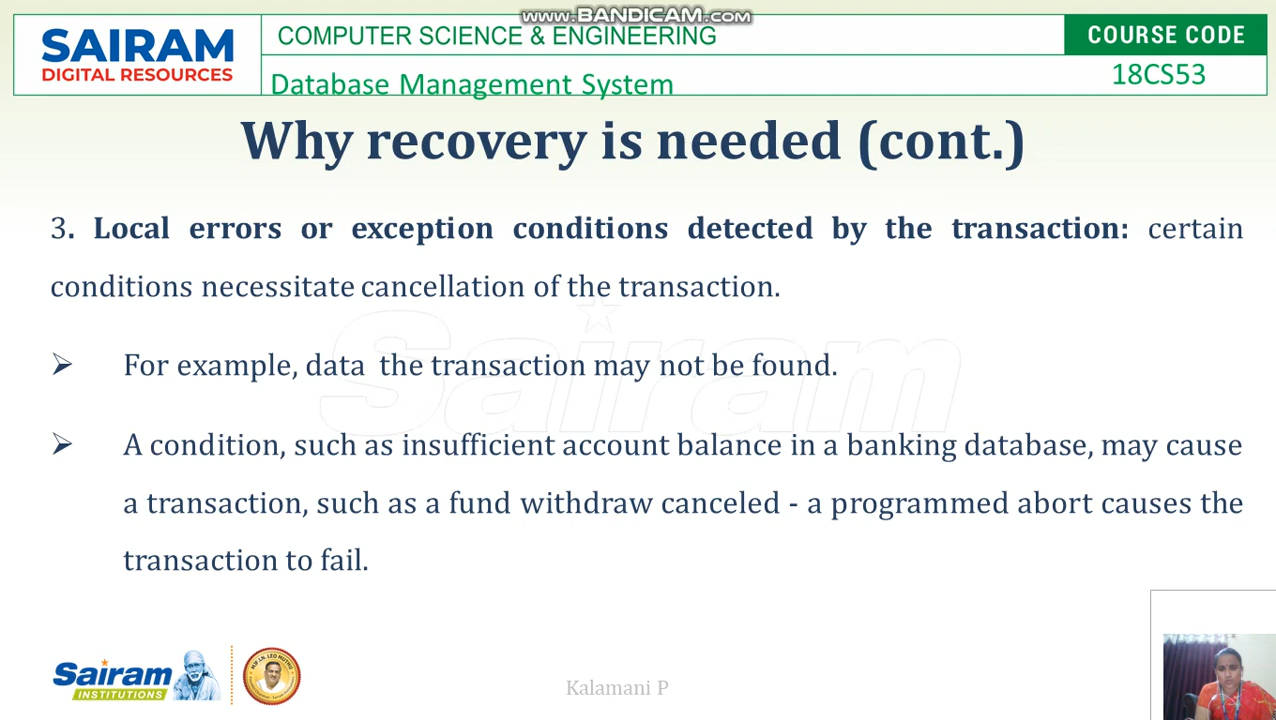 www.BANDICAM.com
SAIRAM
DIGITAL RESOURCES
COMPUTER SCIENCE & ENGINEERING
COURSE CODE
Database Management System
18CS53
Why recovery is needed (cont.)
3. Local errors or exception conditions detected by the transaction: certain
conditions necessitate cancellation of the transaction.
Sairam
➢ For example, data the transaction may not be found.
➢ A condition, such as insufficient account balance in a banking database, may cause
a transaction, such as a fund withdraw canceled - a programmed abort causes the
transaction to fail.
Sairam
INSTITUTIONS
Kalamani P